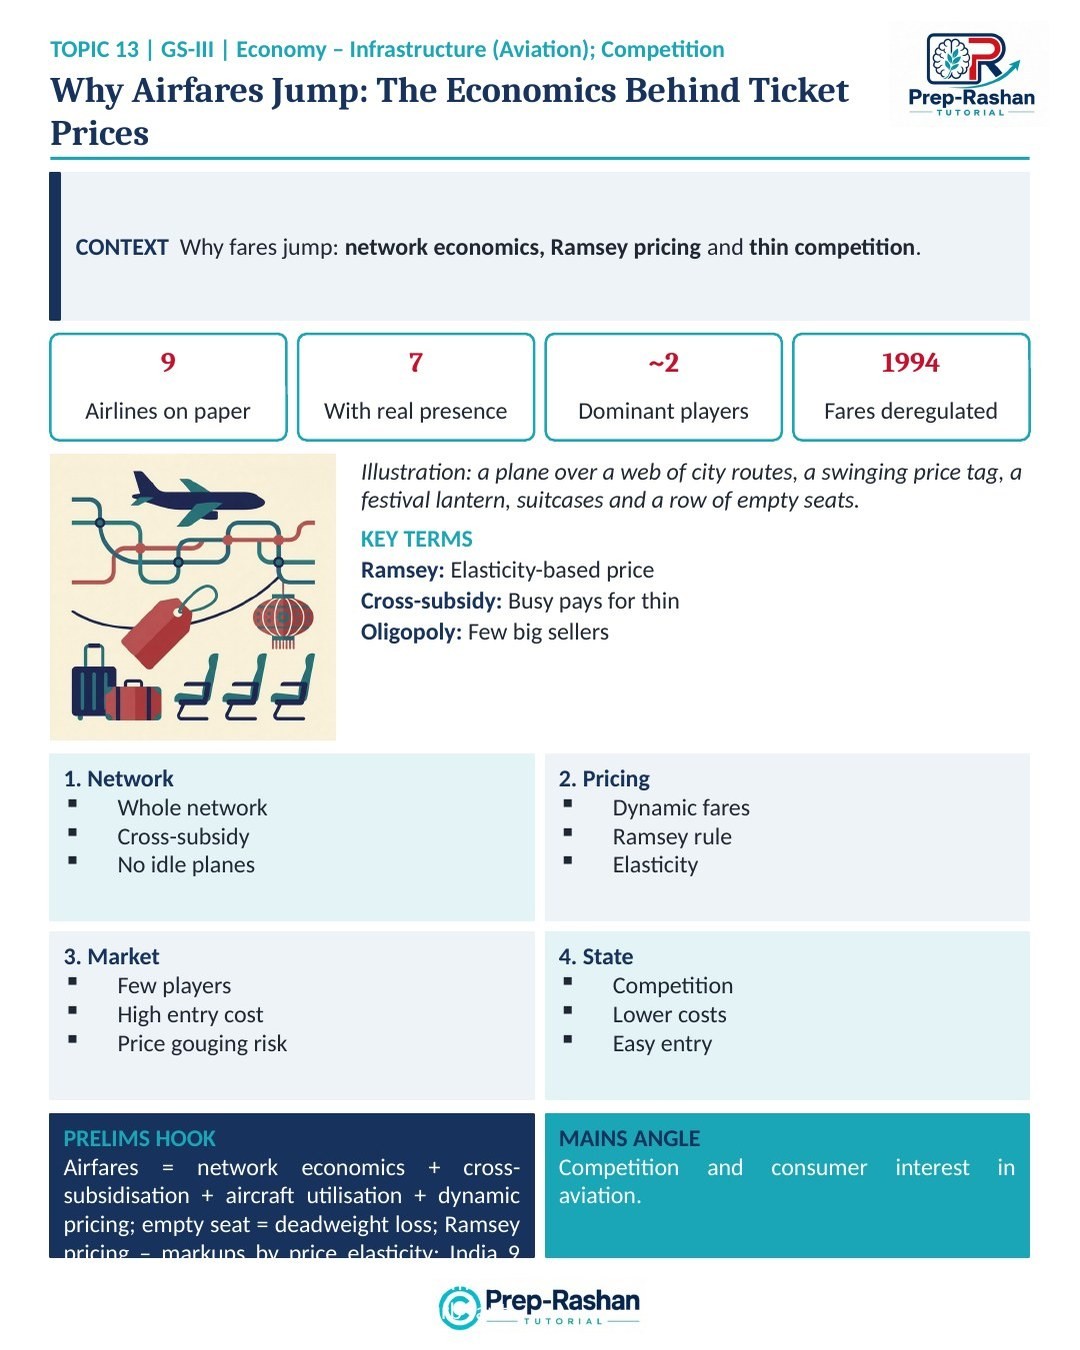 TOPIC 13 | GS-III | Economy – Infrastructure (Aviation); Competition
Why Airfares Jump: The Economics Behind Ticket
Prices
Prep-Rashan
TUTORIAL
CONTEXT Why fares jump: network economics, Ramsey pricing and thin competition.
9
Airlines on paper
7
With real presence
~2
Dominant players
1994
Fares deregulated
Illustration: a plane over a web of city routes, a swinging price tag, a
festival lantern, suitcases and a row of empty seats.
KEY TERMS
Ramsey: Elasticity-based price
Cross-subsidy: Busy pays for thin
Oligopoly: Few big sellers
1. Network
▪ Whole network
▪ Cross-subsidy
▪ No idle planes
2. Pricing
▪ Dynamic fares
▪ Ramsey rule
▪ Elasticity
3. Market
▪ Few players
▪ High entry cost
▪ Price gouging risk
4. State
▪ Competition
▪ Lower costs
▪ Easy entry
PRELIMS HOOK
Airfares = network economics + cross-
subsidisation + aircraft utilisation + dynamic
pricing; empty seat = deadweight loss; Ramsey
pricing – markups by price elasticity; India 9
MAINS ANGLE
Competition and consumer interest in
aviation.
© Prep-Rashan
TUTORIAL